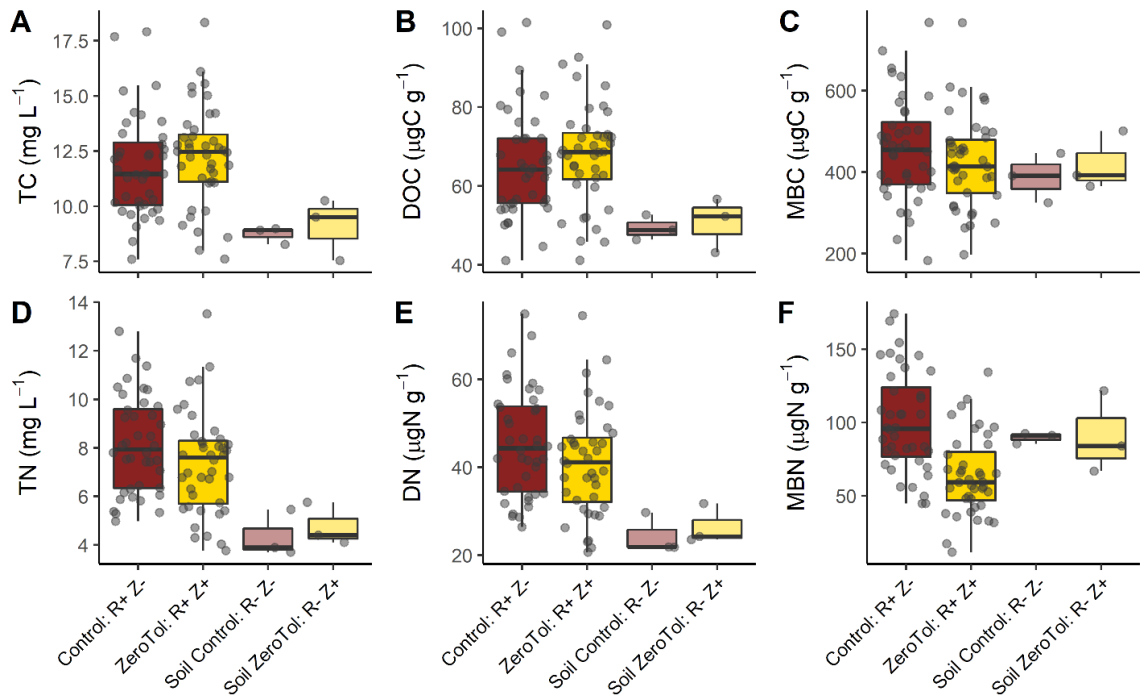 A
B
C
TC (mg L⁻¹)
17.5
15.0
12.5
10.0
7.5
DOC (µgC g⁻¹)
100
80
60
40
MBC (µgC g⁻¹)
600
400
200
D
E
F
TN (mg L⁻¹)
14
12
10
8
6
4
DN (µgN g⁻¹)
60
40
20
MBN (µgN g⁻¹)
150
100
50
Control: R+ Z-
ZeroTol: R+ Z+
Soil Control: R- Z-
Soil ZeroTol: R- Z+
Control: R+ Z-
ZeroTol: R+ Z+
Soil Control: R- Z-
Soil ZeroTol: R- Z+
Control: R+ Z-
ZeroTol: R+ Z+
Soil Control: R- Z-
Soil ZeroTol: R- Z+